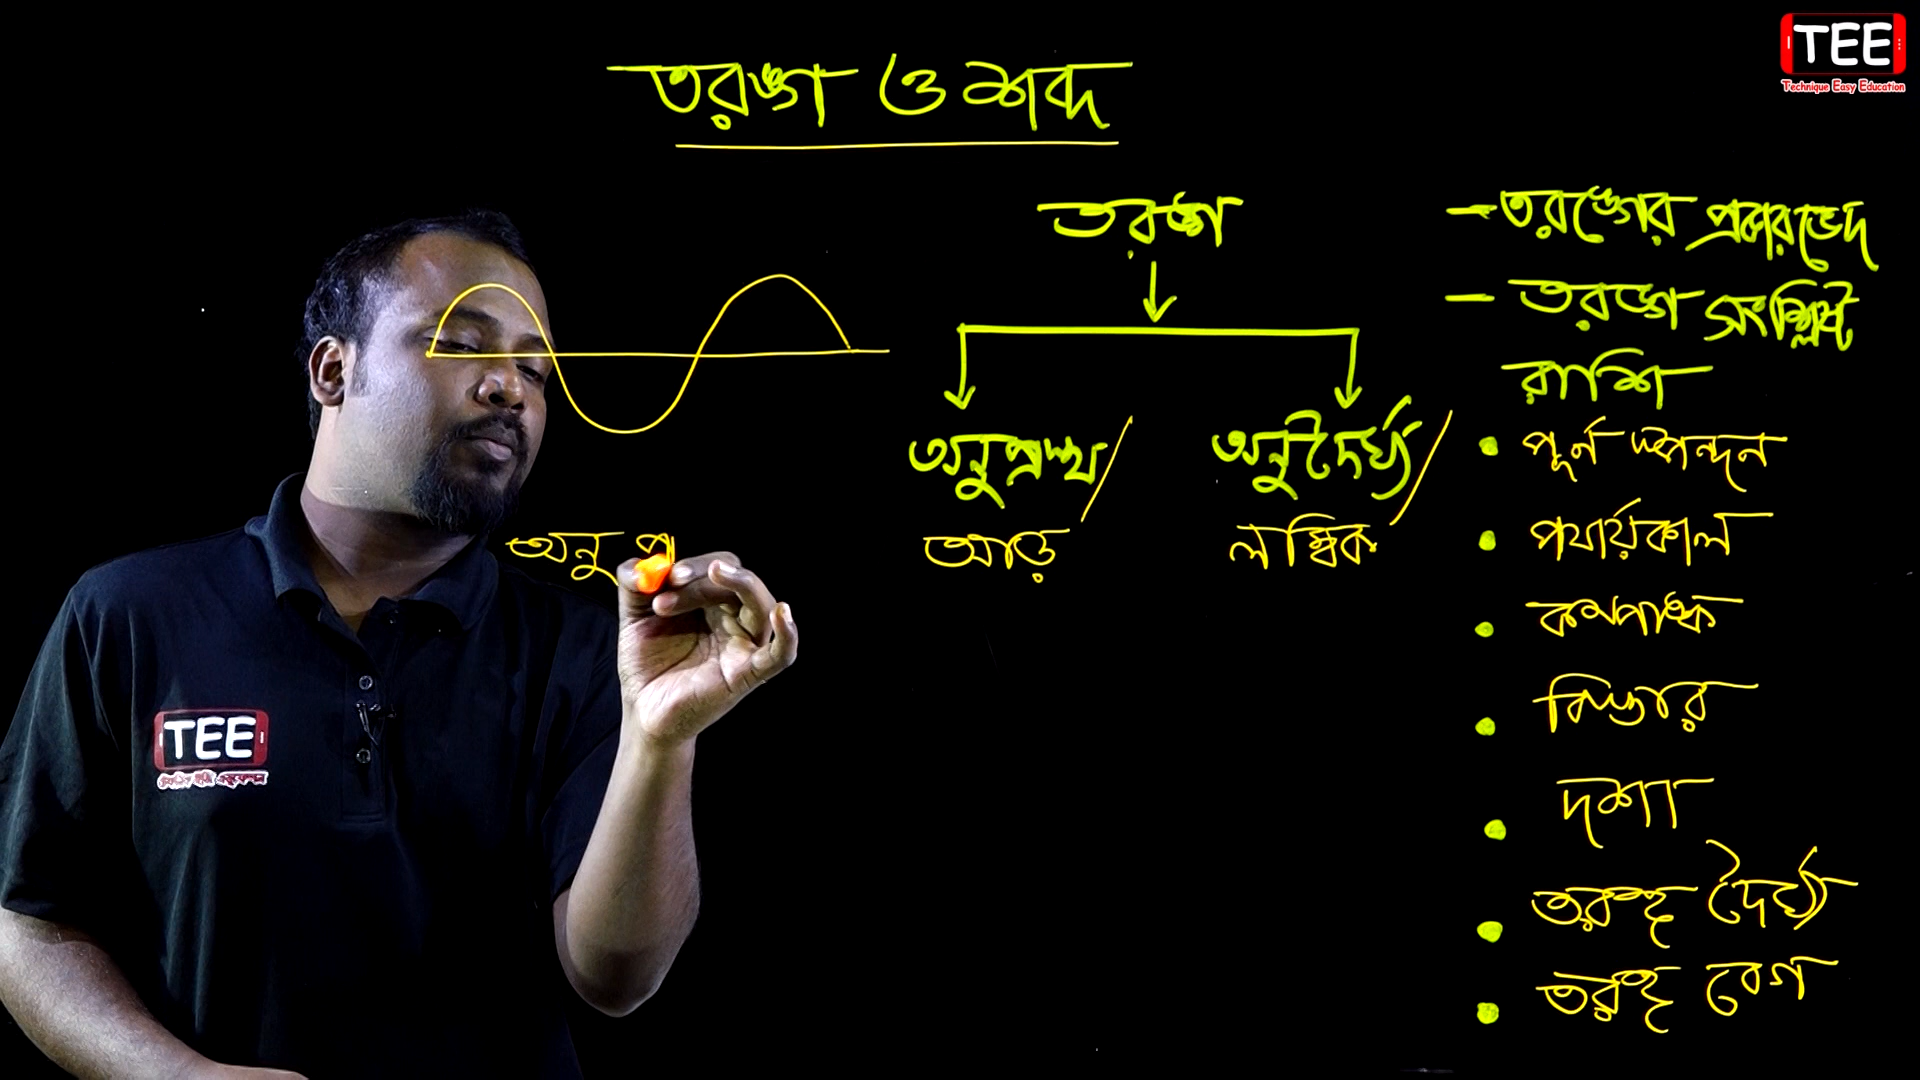 TEE
Technique Easy Education
তরঙ্গ ও শব্দ
তরঙ্গ
অনুপ্রস্থ/
আড়
অনুদৈর্ঘ্য/
লম্বিক
অনু প্র
- তরঙ্গের প্রকারভেদ
- তরঙ্গ সংশ্লিষ্ট
রাশি
• পূর্ন স্পন্দন
• পর্যায়কাল
• কম্পাঙ্ক
• বিস্তার
• দশা
• তরঙ্গ দৈর্ঘ্য
• তরঙ্গ বেগ
TEE